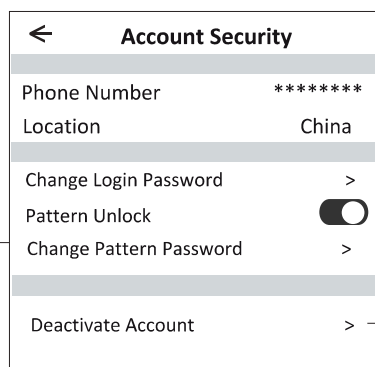 Account Security
Phone Number ********
Location China
Change Login Password >
Pattern Unlock
Change Pattern Password >
Deactivate Account >